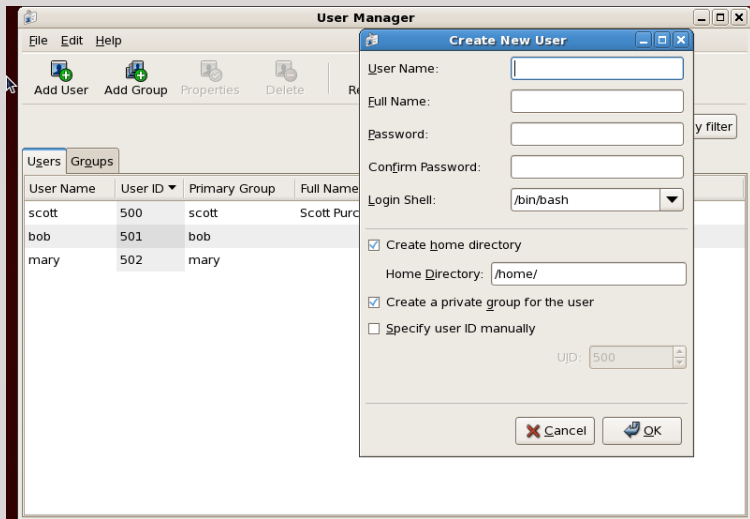 User Manager
File Edit Help
Add User Add Group Properties Delete
Users Groups
User Name User ID Primary Group Full Name
scott 500 scott Scott
bob 501 bob
mary 502 mary
y filter
Create New User
User Name:
Full Name:
Password:
Confirm Password:
Login Shell: /bin/bash
Create home directory
Home Directory: /home/
Create a private group for the user
Specify user ID manually
UID: 500
Cancel OK